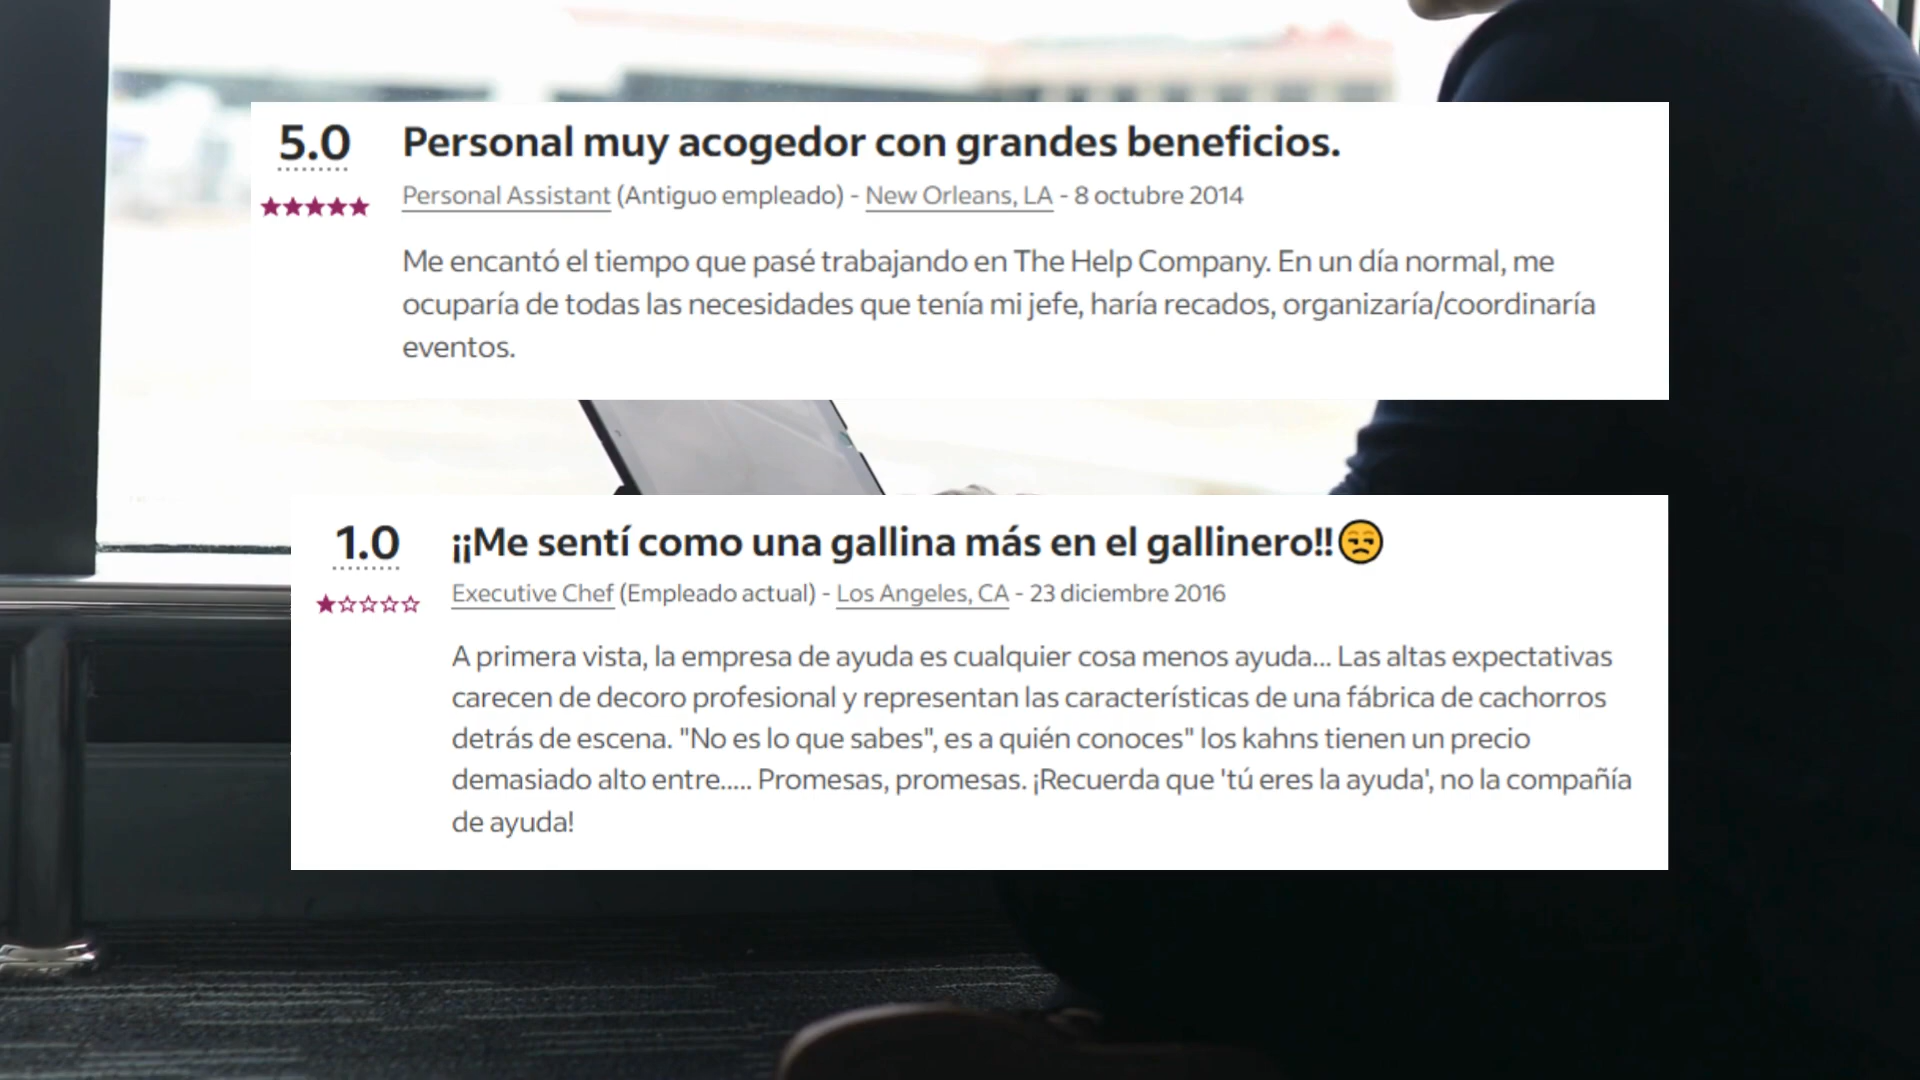 5.0
Personal muy acogedor con grandes beneficios.
Personal Assistant (Antiguo empleado) - New Orleans, LA - 8 octubre 2014
Me encantó el tiempo que pasé trabajando en The Help Company. En un día normal, me
ocuparía de todas las necesidades que tenía mi jefe, haría recados, organizaría/coordinaría
eventos.
1.0
¡¡Me sentí como una gallina más en el gallinero!!😒
Executive Chef (Empleado actual) - Los Angeles, CA - 23 diciembre 2016
A primera vista, la empresa de ayuda es cualquier cosa menos ayuda... Las altas expectativas
carecen de decoro profesional y representan las características de una fábrica de cachorros
detrás de escena. "No es lo que sabes", es a quién conoces" los kahns tienen un precio
demasiado alto entre..... Promesas, promesas. ¡Recuerda que 'tú eres la ayuda', no la compañía
de ayuda!